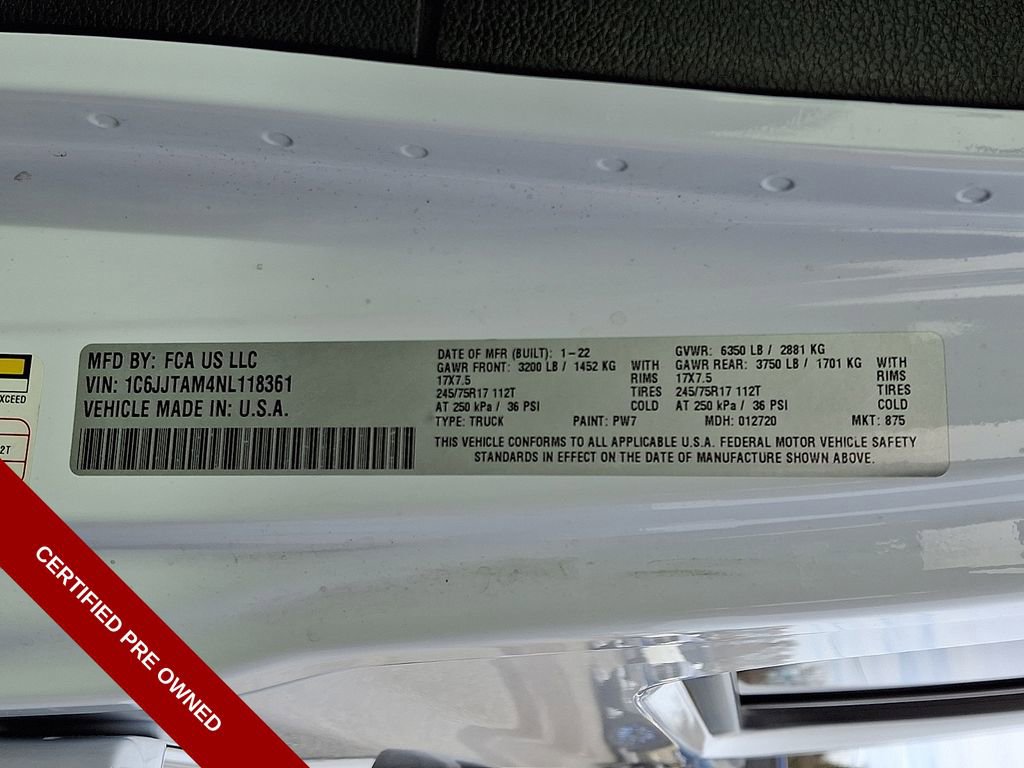 MFD BY: FCA US LLC
VIN: 1C6JJTAM4NL118361
VEHICLE MADE IN: U.S.A.
DATE OF MFR (BUILT): 1-22
GAWR FRONT: 3200 LB / 1452 KG WITH
17X7.5 RIMS
245/75R17 112T TIRES
AT 250 kPa / 36 PSI COLD
TYPE: TRUCK PAINT: PW7
GVWR: 6350 LB / 2881 KG
GAWR REAR: 3750 LB / 1701 KG WITH
17X7.5 RIMS
245/75R17 112T TIRES
AT 250 kPa / 36 PSI COLD
MDH: 012720 MKT: 875
THIS VEHICLE CONFORMS TO ALL APPLICABLE U.S.A. FEDERAL MOTOR VEHICLE SAFETY
STANDARDS IN EFFECT ON THE DATE OF MANUFACTURE SHOWN ABOVE.
EXCEED
2T
CERTIFIED PRE OWNED